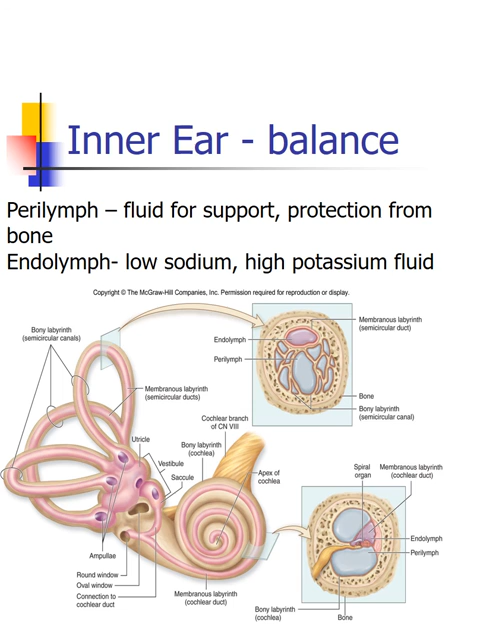 Inner Ear - balance
Perilymph – fluid for support, protection from
bone
Endolymph- low sodium, high potassium fluid
Copyright © The McGraw-Hill Companies, Inc. Permission required for reproduction or display.
Bony labyrinth
(semicircular canals)
Membranous labyrinth
(semicircular duct)
Endolymph
Perilymph
Membranous labyrinth
(semicircular ducts)
Bone
Bony labyrinth
(semicircular canal)
Cochlear branch
of CN VIII
Utricle
Bony labyrinth
(cochlea)
Vestibule
Saccule
Apex of
cochlea
Spiral
organ
Membranous labyrinth
(cochlear duct)
Endolymph
Perilymph
Ampullae
Round window
Oval window
Connection to
cochlear duct
Membranous labyrinth
(cochlear duct)
Bony labyrinth
(cochlea)
Bone